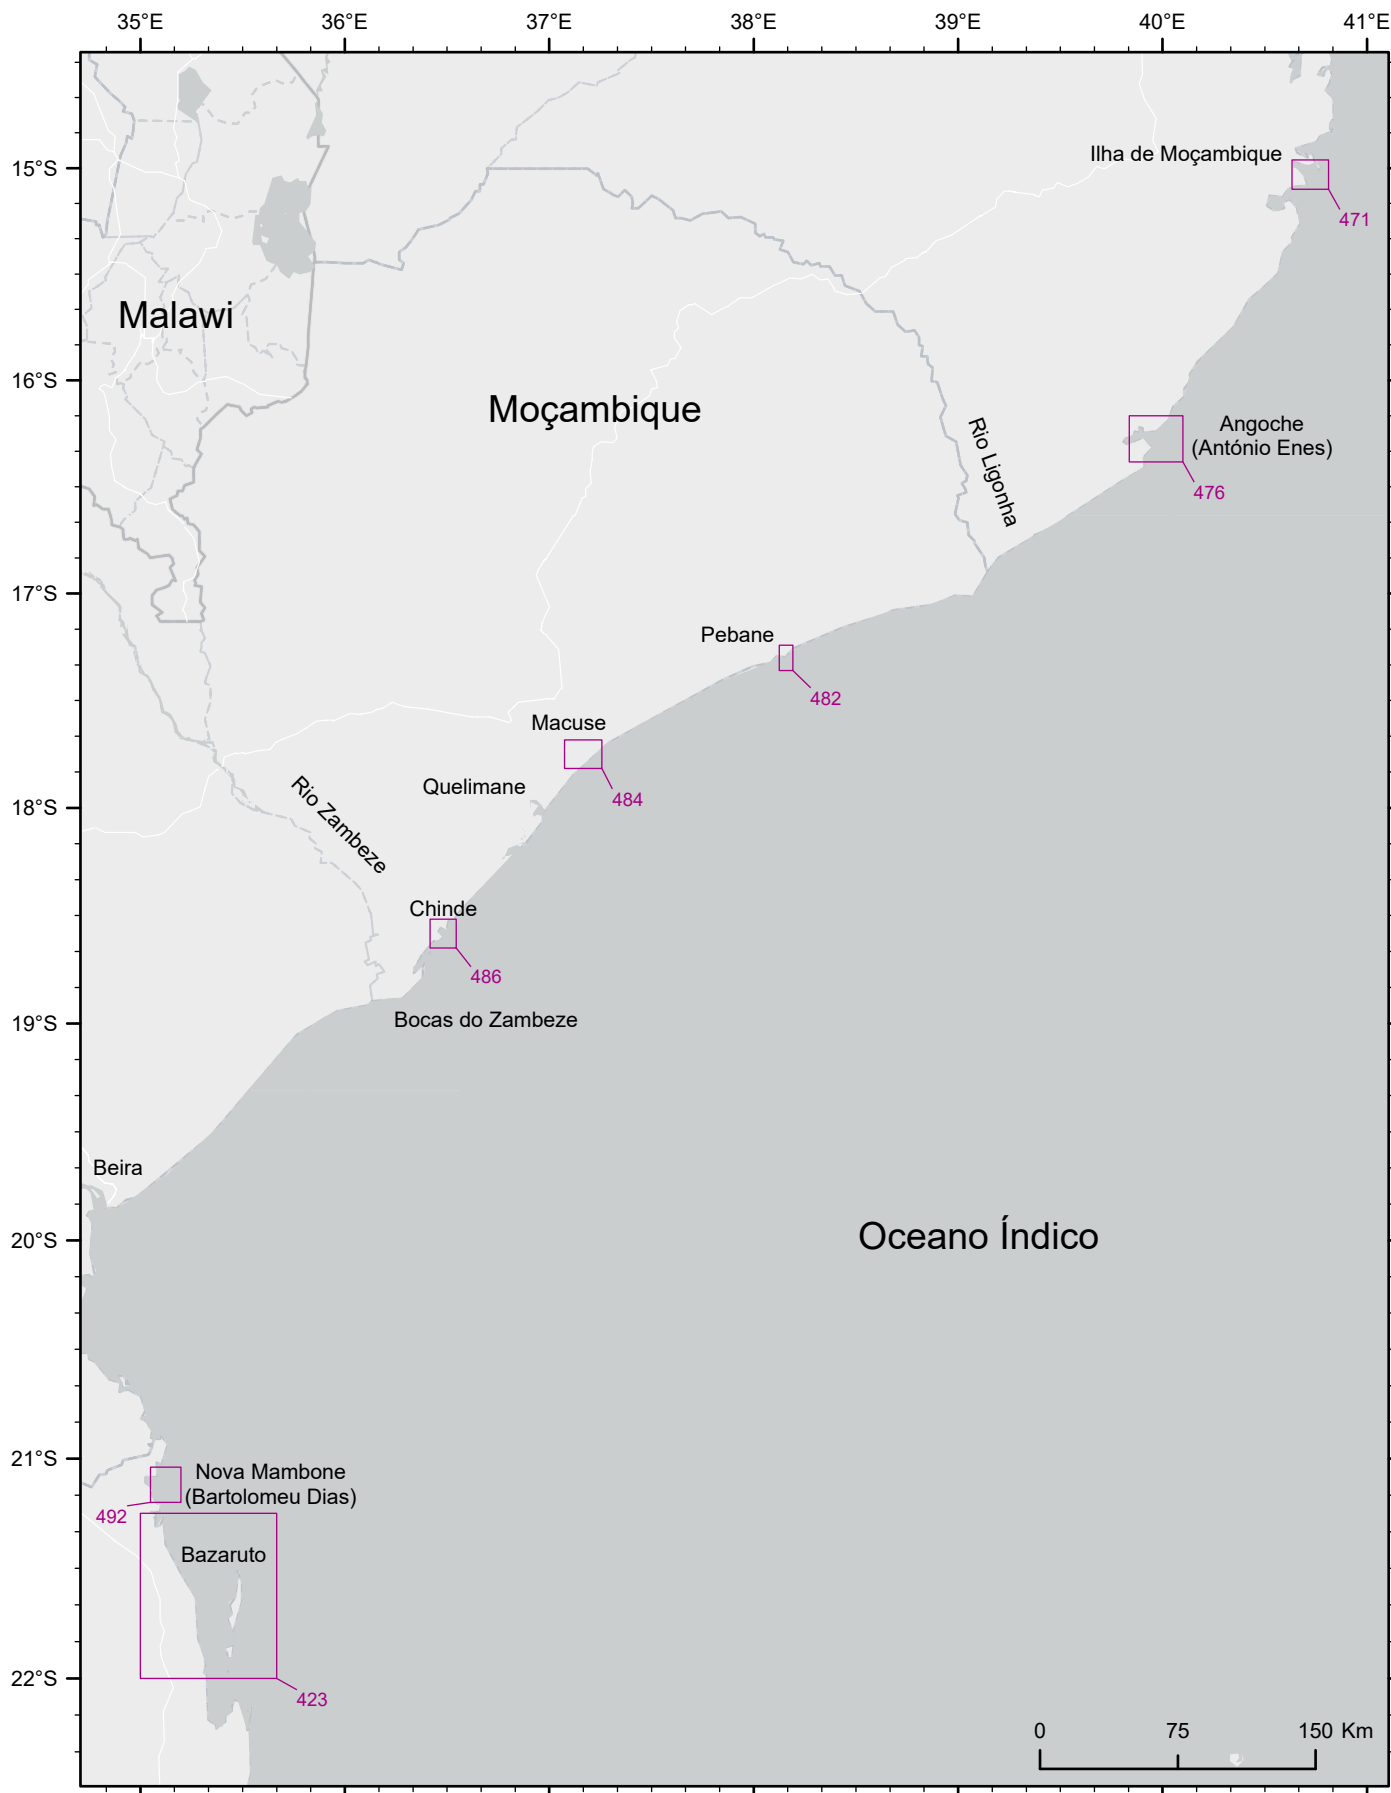 35°E 36°E 37°E 38°E 39°E 40°E 41°E
15°S
16°S
17°S
18°S
19°S
20°S
21°S
22°S
Ilha de Moçambique
471
Malawi
Moçambique
Rio Ligonha
Angoche
(António Enes)
476
Pebane
482
Macuse
484
Quelimane
Rio Zambeze
Chinde
486
Bocas do Zambeze
Beira
Oceano Índico
Nova Mambone
(Bartolomeu Dias)
492
Bazaruto
423
0 75 150 Km